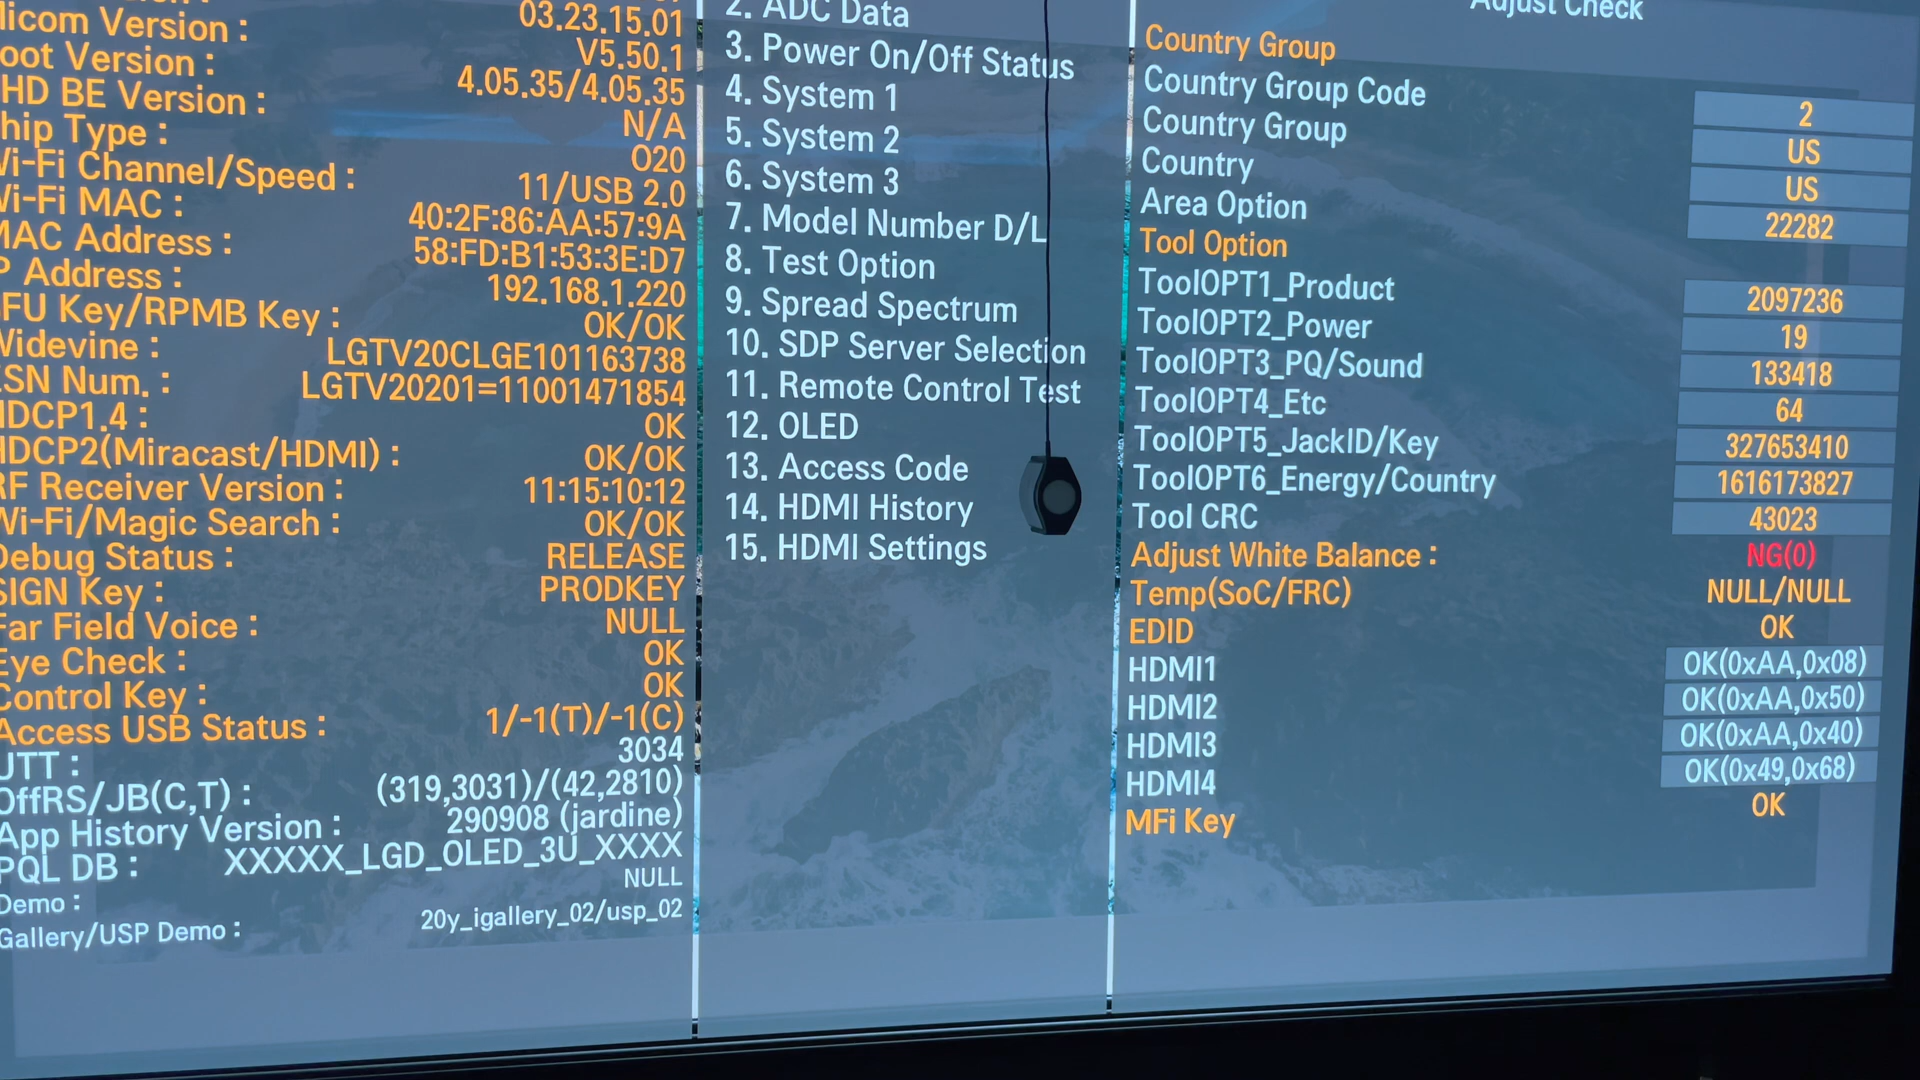 licom Version : 03.23.15.01
oot Version : V5.50.1
HD BE Version : 4.05.35/4.05.35
hip Type : N/A
O20
Wi-Fi Channel/Speed : 11/USB 2.0
Wi-Fi MAC : 40:2F:86:AA:57:9A
MAC Address : 58:FD:B1:53:3E:D7
P Address : 192.168.1.220
FU Key/RPMB Key : OK/OK
Widevine : LGTV20CLGE101163738
ESN Num. : LGTV20201=11001471854
HDCP1.4 : OK
HDCP2(Miracast/HDMI) : OK/OK
RF Receiver Version : 11:15:10:12
Wi-Fi/Magic Search : OK/OK
Debug Status : RELEASE
SIGN Key : PRODKEY
Far Field Voice : NULL
Eye Check : OK
Control Key : OK
Access USB Status : 1/-1(T)/-1(C)
UTT : 3034
OffRS/JB(C,T) : (319,3031)/(42,2810)
App History Version : 290908 (jardine)
PQL DB : XXXXX_LGD_OLED_3U_XXXX
Demo : NULL
Gallery/USP Demo : 20y_igallery_02/usp_02
2. ADC Data
3. Power On/Off Status
4. System 1
5. System 2
6. System 3
7. Model Number D/L
8. Test Option
9. Spread Spectrum
10. SDP Server Selection
11. Remote Control Test
12. OLED
13. Access Code
14. HDMI History
15. HDMI Settings
Adjust Check
Country Group
Country Group Code 2
Country Group US
Country US
Area Option 22282
Tool Option
ToolOPT1_Product 2097236
ToolOPT2_Power 19
ToolOPT3_PQ/Sound 133418
ToolOPT4_Etc 64
ToolOPT5_JackID/Key 327653410
ToolOPT6_Energy/Country 1616173827
Tool CRC 43023
Adjust White Balance : NG(0)
Temp(SoC/FRC) NULL/NULL
EDID OK
HDMI1 OK(0xAA,0x08)
HDMI2 OK(0xAA,0x50)
HDMI3 OK(0xAA,0x40)
HDMI4 OK(0x49,0x68)
MFi Key OK